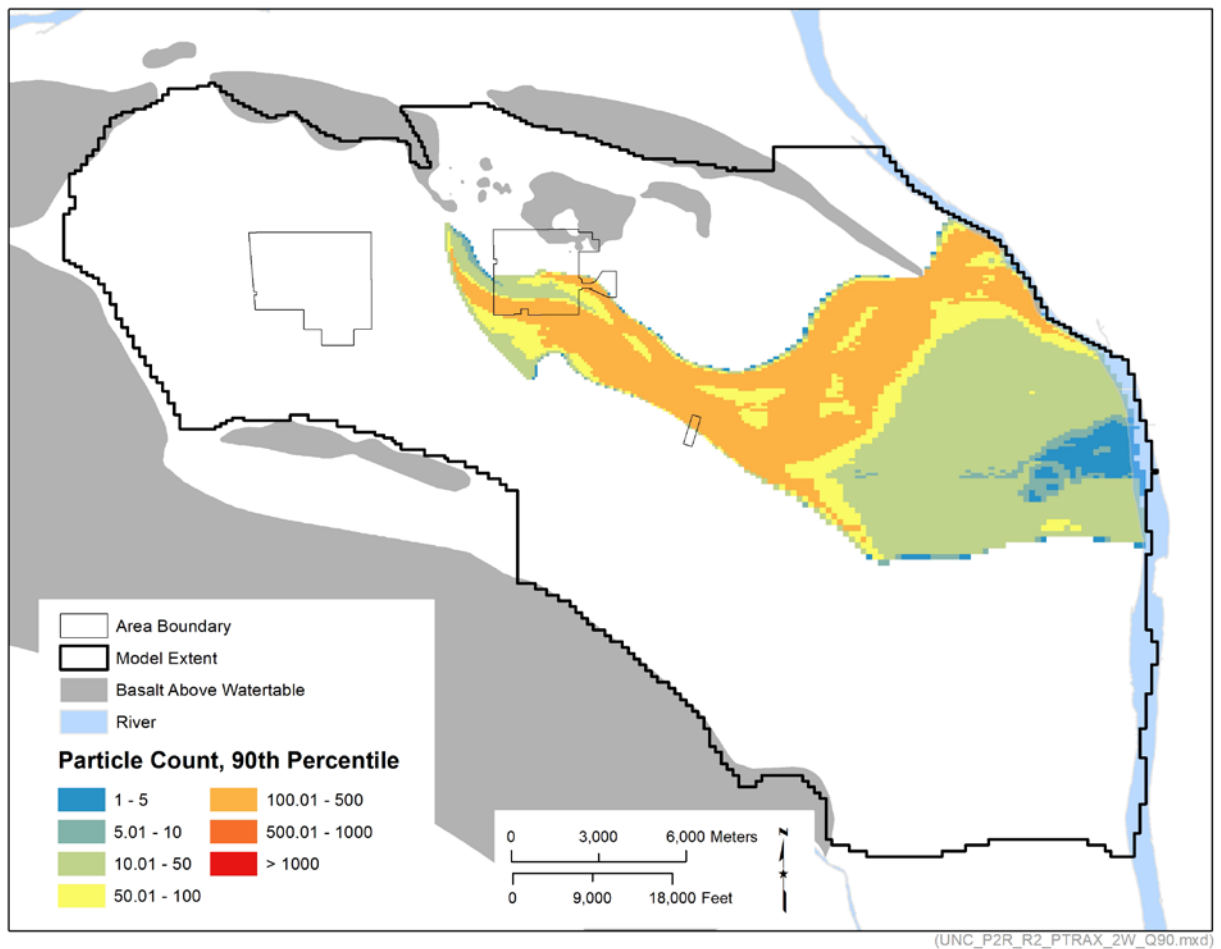 Area Boundary
Model Extent
Basalt Above Watertable
River
Particle Count, 90th Percentile
1 - 5
5.01 - 10
10.01 - 50
50.01 - 100
100.01 - 500
500.01 - 1000
> 1000
0 3,000 6,000 Meters
0 9,000 18,000 Feet
N
(UNC_P2R_R2_PTRAX_2W_Q90.mxd)